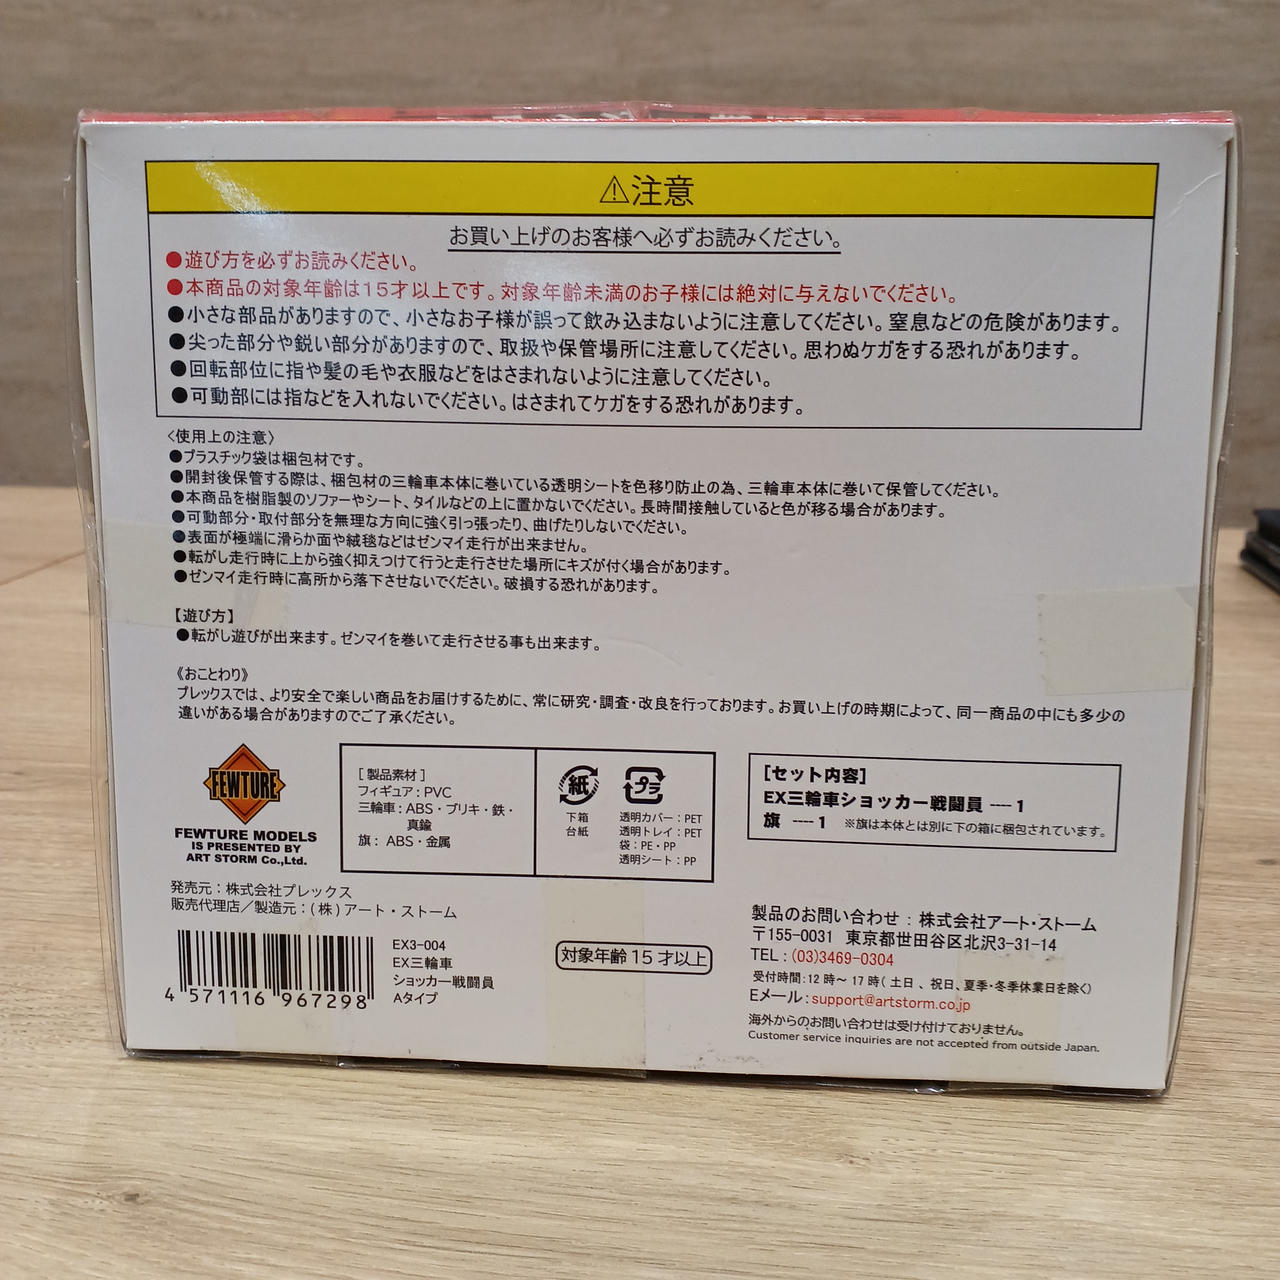 ⚠注意
お買い上げのお客様へ必ずお読みください。
●遊び方を必ずお読みください。
●本商品の対象年齢は15才以上です。対象年齢未満のお子様には絶対に与えないでください。
●小さな部品がありますので、小さなお子様が誤って飲み込まないように注意してください。窒息などの危険があります。
●尖った部分や鋭い部分がありますので、取扱や保管場所に注意してください。思わぬケガをする恐れがあります。
●回転部位に指や髪の毛や衣服などをはさまれないように注意してください。
●可動部には指などを入れないでください。はさまれてケガをする恐れがあります。
〈使用上の注意〉
●プラスチック袋は梱包材です。
●開封後保管する際は、梱包材の三輪車本体に巻いている透明シートを色移り防止の為、三輪車本体に巻いて保管してください。
●本商品を樹脂製のソファーやシート、タイルなどの上に置かないでください。長時間接触していると色が移る場合があります。
●可動部分・取付部分を無理な方向に強く引っ張ったり、曲げたりしないでください。
●表面が極端に滑らか面や絨毯などはゼンマイ走行が出来ません。
●転がし走行時に上から強く抑えつけて行うと走行させた場所にキズが付く場合があります。
●ゼンマイ走行時に高所から落下させないでください。破損する恐れがあります。
【遊び方】
●転がし遊びが出来ます。ゼンマイを巻いて走行させる事も出来ます。
《おことわり》
プレックスでは、より安全で楽しい商品をお届けするために、常に研究・調査・改良を行っております。お買い上げの時期によって、同一商品の中にも多少の
違いがある場合がありますのでご了承ください。
FEWTURE
FEWTURE MODELS
IS PRESENTED BY
ART STORM Co.,Ltd.
[ 製品素材 ]
フィギュア : PVC
三輪車 : ABS・ブリキ・鉄・
真鍮
旗 : ABS・金属
紙
下箱
台紙
プラ
透明カバー : PET
透明トレイ : PET
袋 : PE・PP
透明シート : PP
[セット内容]
EX三輪車ショッカー戦闘員 ---- 1
旗 ---- 1 ※旗は本体とは別に下の箱に梱包されています。
発売元 : 株式会社プレックス
販売代理店／製造元 : (株) アート・ストーム
4 571116 967298
EX3-004
EX三輪車
ショッカー戦闘員
Aタイプ
対象年齢 15 才以上
製品のお問い合わせ : 株式会社アート・ストーム
〒155-0031 東京都世田谷区北沢3-31-14
TEL : (03)3469-0304
受付時間 : 12 時～ 17 時( 土日 、祝日、夏季・冬季休業日を除く)
Eメール : support@artstorm.co.jp
海外からのお問い合わせは受け付けておりません。
Customer service inquiries are not accepted from outside Japan.